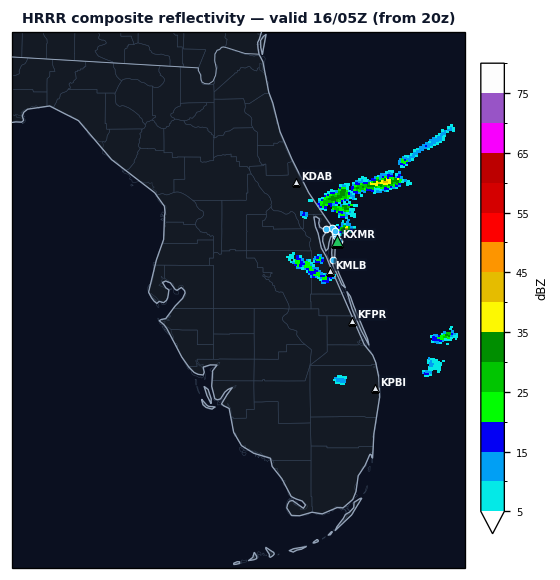 HRRR composite reflectivity — valid 16/05Z (from 20z)
KDAB
KXMR
KMLB
KFPR
KPBI
75
65
55
45
35
25
15
5
dBZ